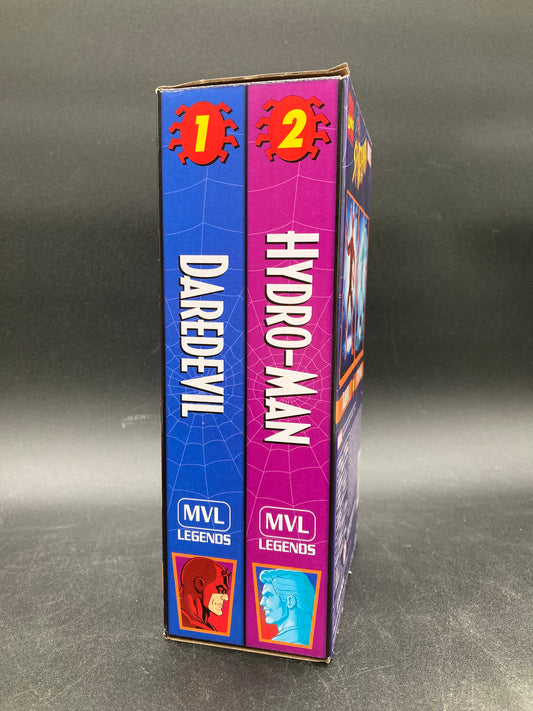 1
DAREDEVIL
MVL
LEGENDS
2
HYDRO-MAN
MVL
LEGENDS